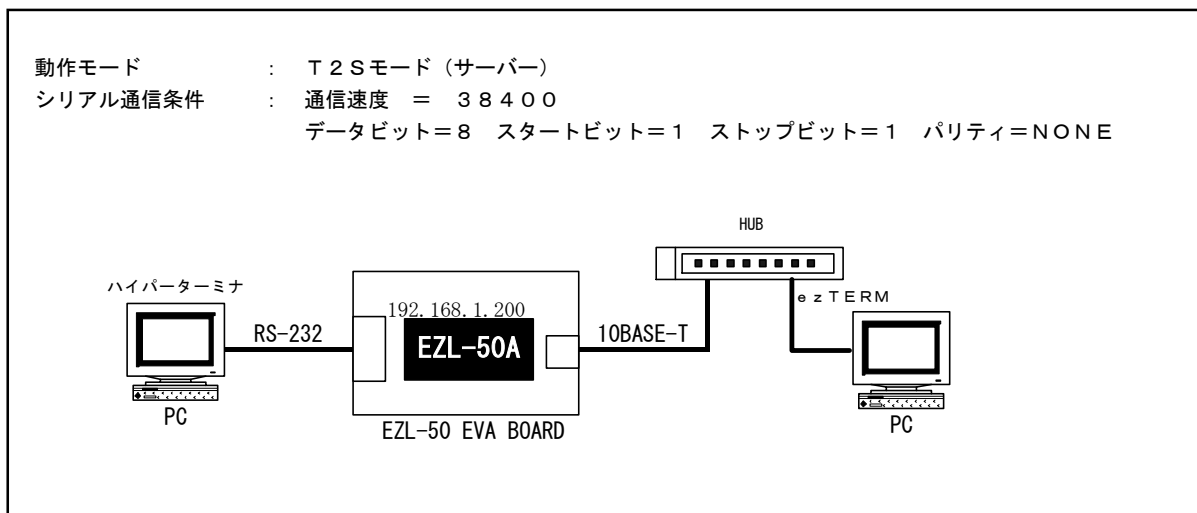 動作モード　　　　：　Ｔ２Ｓモード（サーバー）
シリアル通信条件　：　通信速度　＝　３８４００
データビット＝８　スタートビット＝１　ストップビット＝１　パリティ＝ＮＯＮＥ
HUB
ハイパーターミナ
ｅｚＴＥＲＭ
192.168.1.200
RS-232
EZL-50A
10BASE-T
PC
EZL-50 EVA BOARD
PC